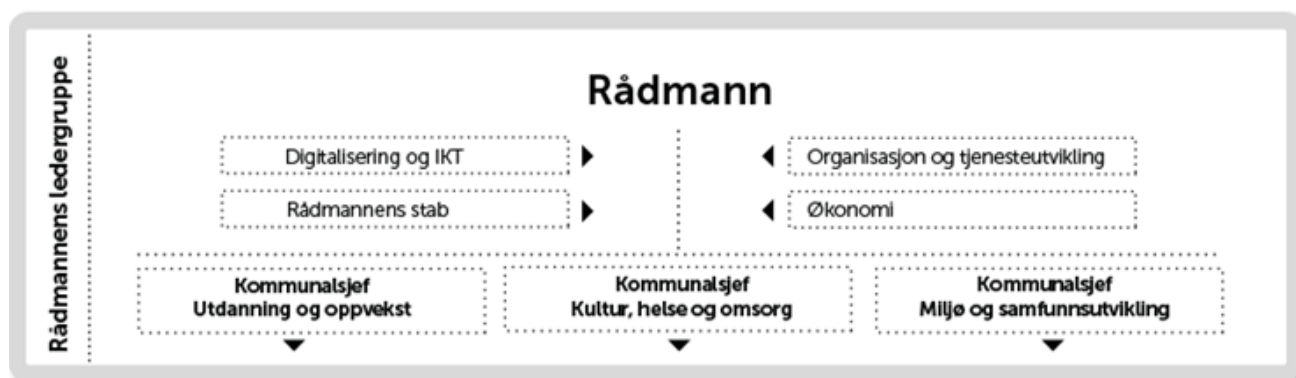 Rådmannens ledergruppe
Rådmann
Digitalisering og IKT
Organisasjon og tjenesteutvikling
Rådmannens stab
Økonomi
Kommunalsjef
Utdanning og oppvekst
Kommunalsjef
Kultur, helse og omsorg
Kommunalsjef
Miljø og samfunnsutvikling